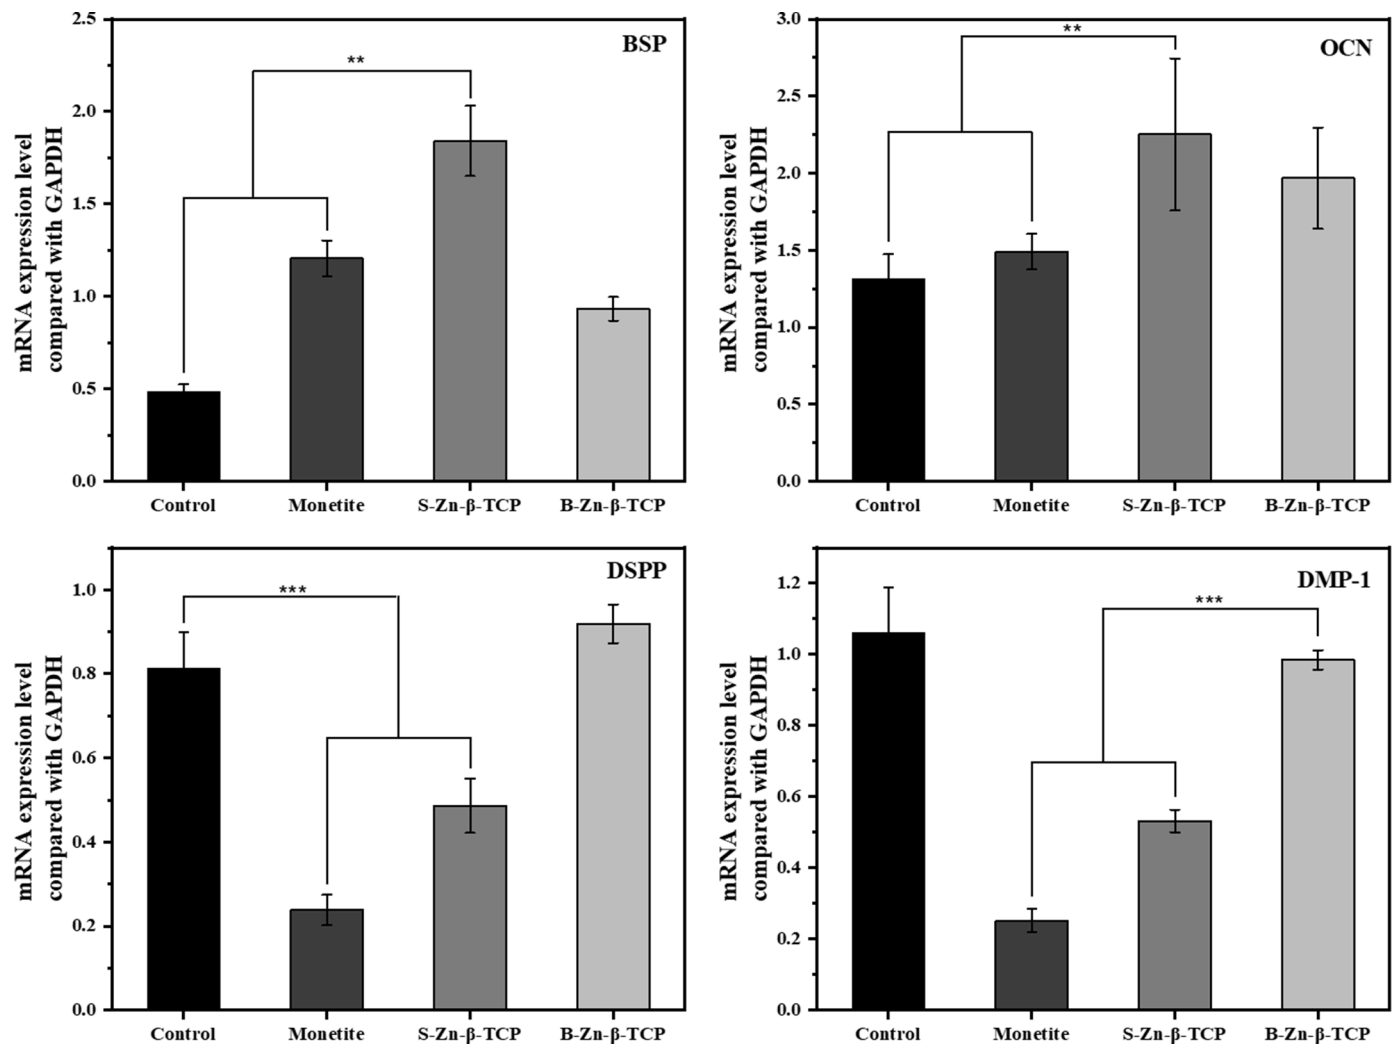 BSP
**
mRNA expression level
compared with GAPDH
2.5
2.0
1.5
1.0
0.5
0.0
Control Monetite S-Zn-β-TCP B-Zn-β-TCP
OCN
**
mRNA expression level
compared with GAPDH
3.0
2.5
2.0
1.5
1.0
0.5
0.0
Control Monetite S-Zn-β-TCP B-Zn-β-TCP
DSPP
***
mRNA expression level
compared with GAPDH
1.0
0.8
0.6
0.4
0.2
0.0
Control Monetite S-Zn-β-TCP B-Zn-β-TCP
DMP-1
***
mRNA expression level
compared with GAPDH
1.2
1.0
0.8
0.6
0.4
0.2
0.0
Control Monetite S-Zn-β-TCP B-Zn-β-TCP